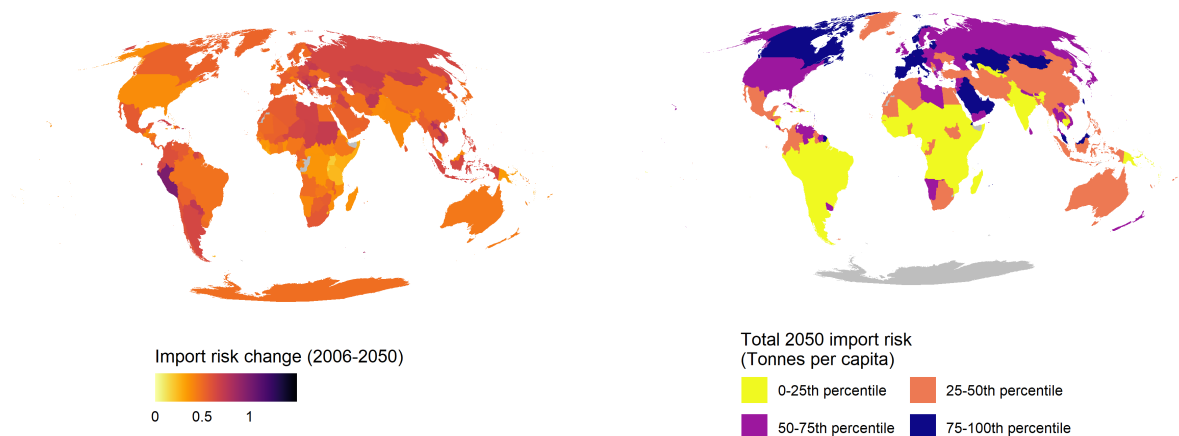 Import risk change (2006-2050)
0 0.5 1
Total 2050 import risk
(Tonnes per capita)
0-25th percentile 25-50th percentile
50-75th percentile 75-100th percentile